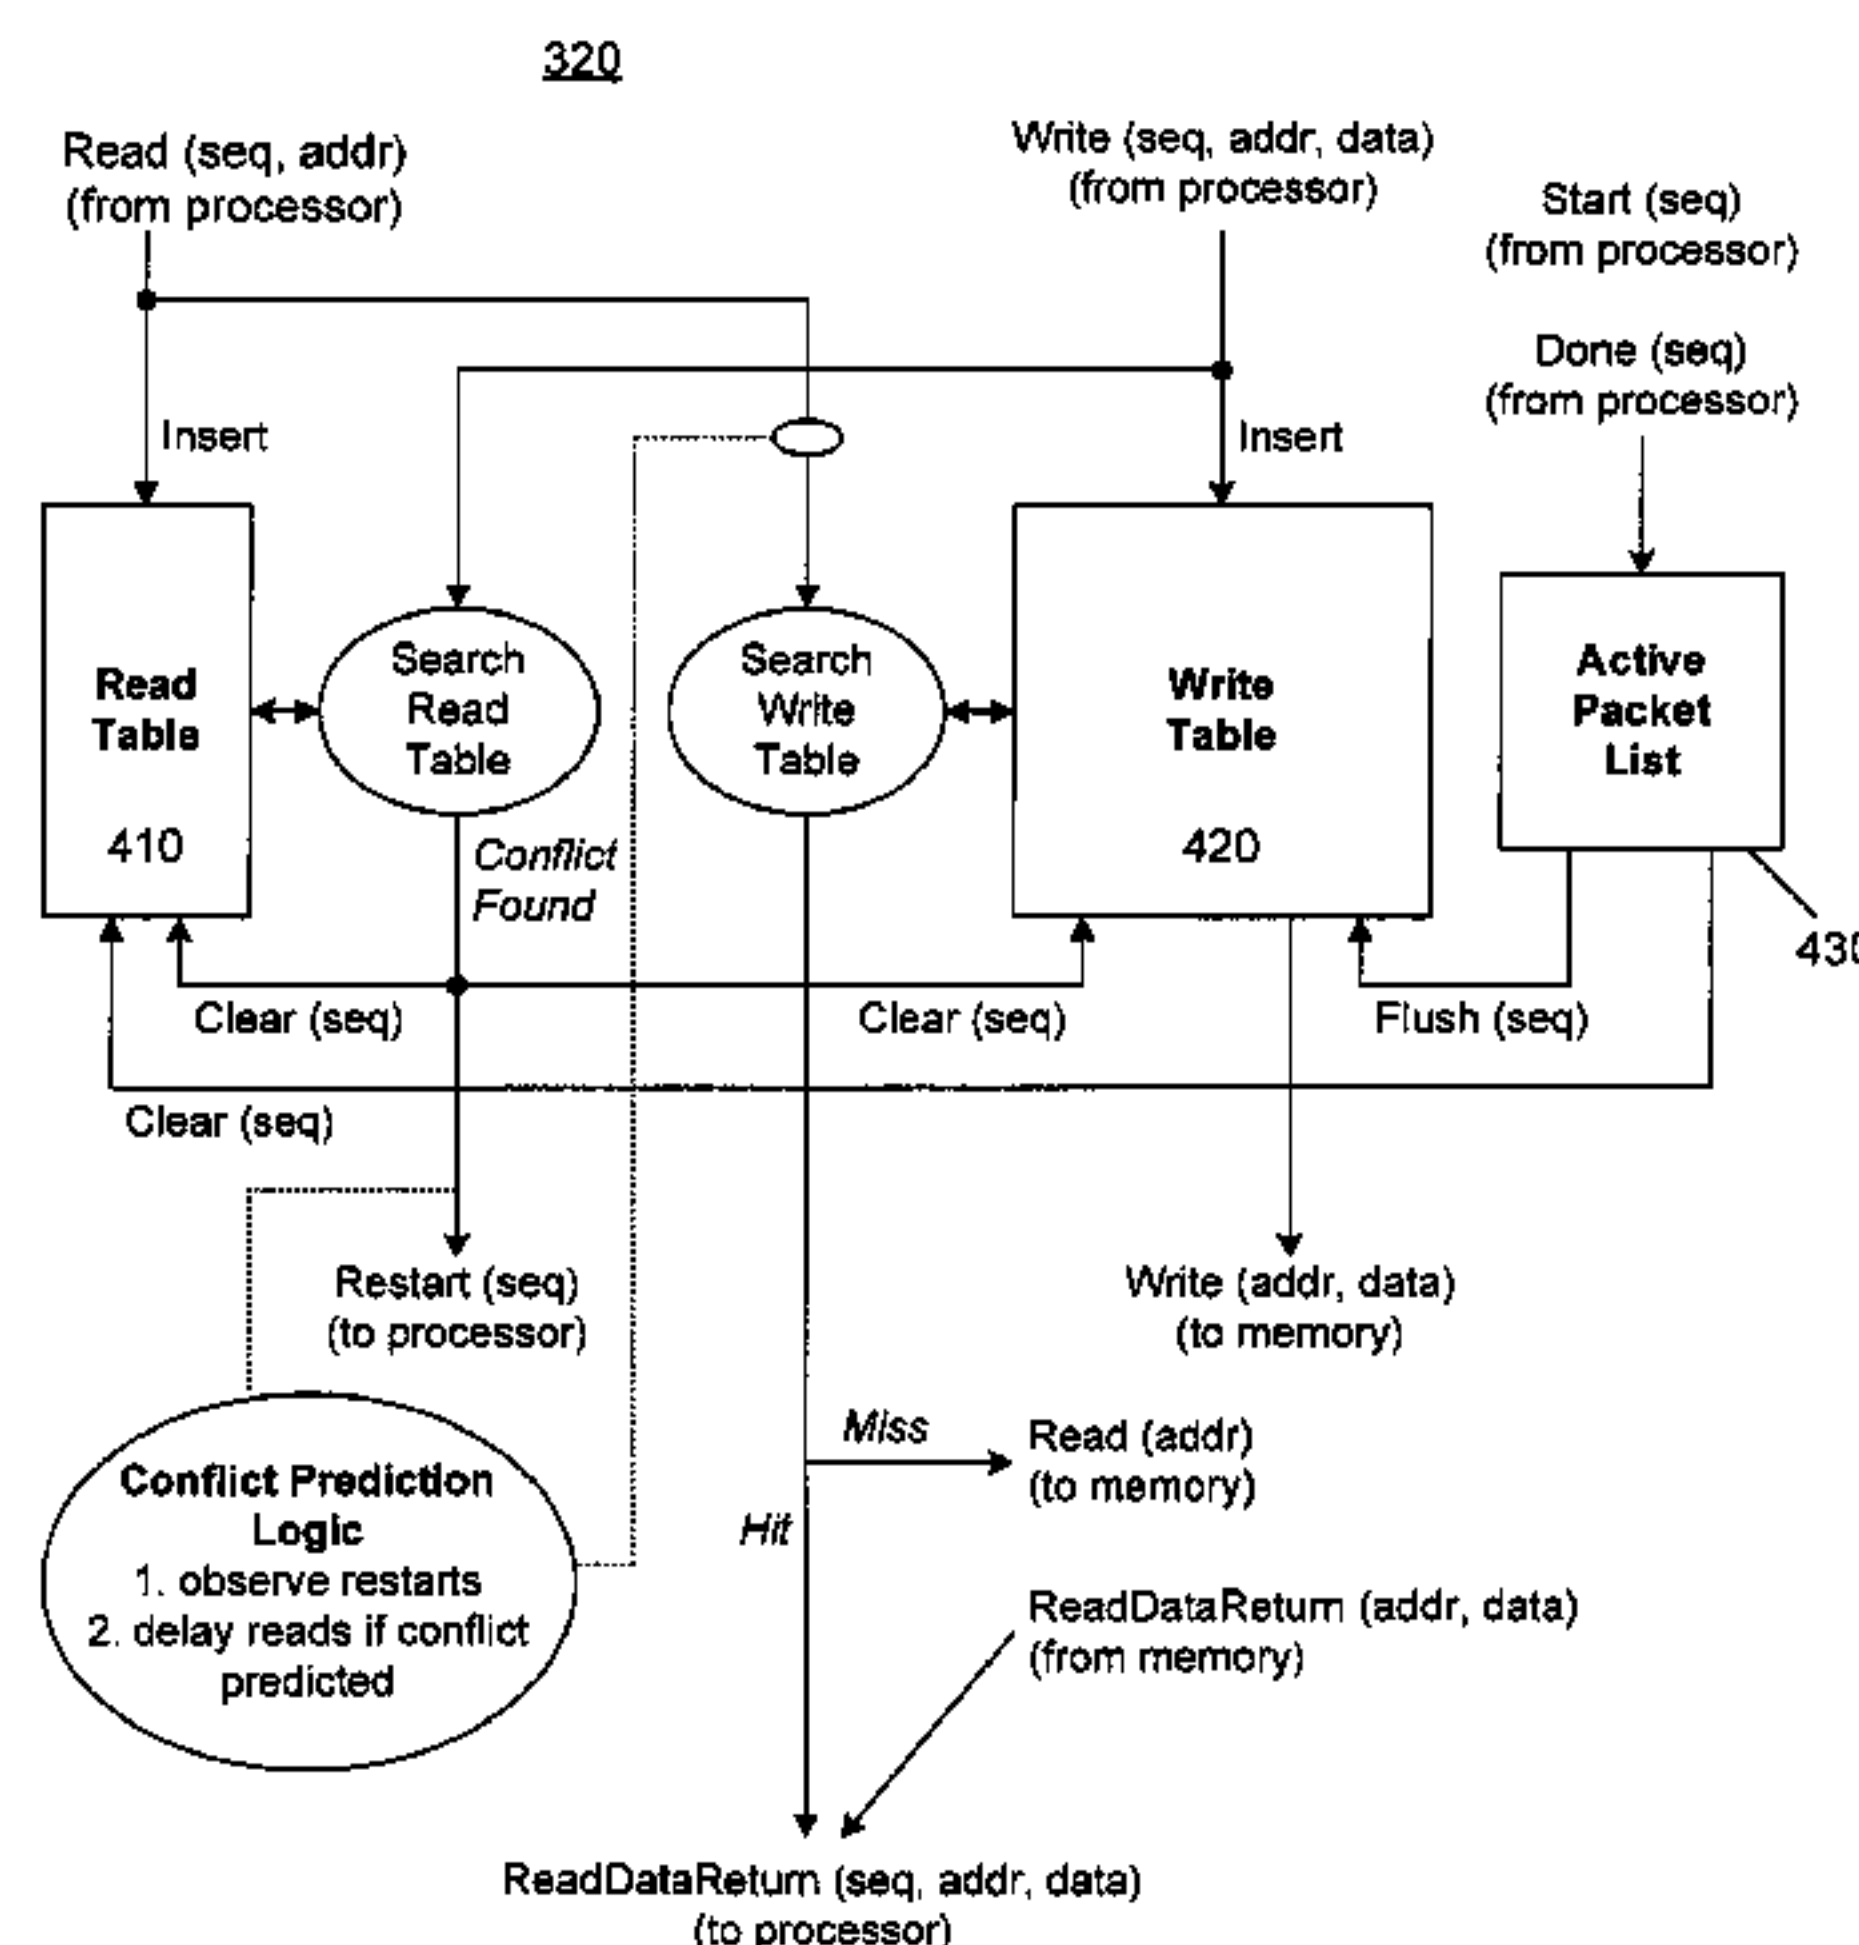 320
Read (seq, addr)
(from processor)
Write (seq, addr, data)
(from processor)
Start (seq)
(from processor)
Done (seq)
(from processor)
Insert
Insert
Read
Table
410
Search
Read
Table
Search
Write
Table
Write
Table
420
Active
Packet
List
430
Conflict
Found
Clear (seq)
Clear (seq)
Flush (seq)
Clear (seq)
Restart (seq)
(to processor)
Write (addr, data)
(to memory)
Miss
Read (addr)
(to memory)
Hit
Conflict Prediction
Logic
1. observe restarts
2. delay reads if conflict
predicted
ReadDataReturn (addr, data)
(from memory)
ReadDataReturn (seq, addr, data)
(to processor)